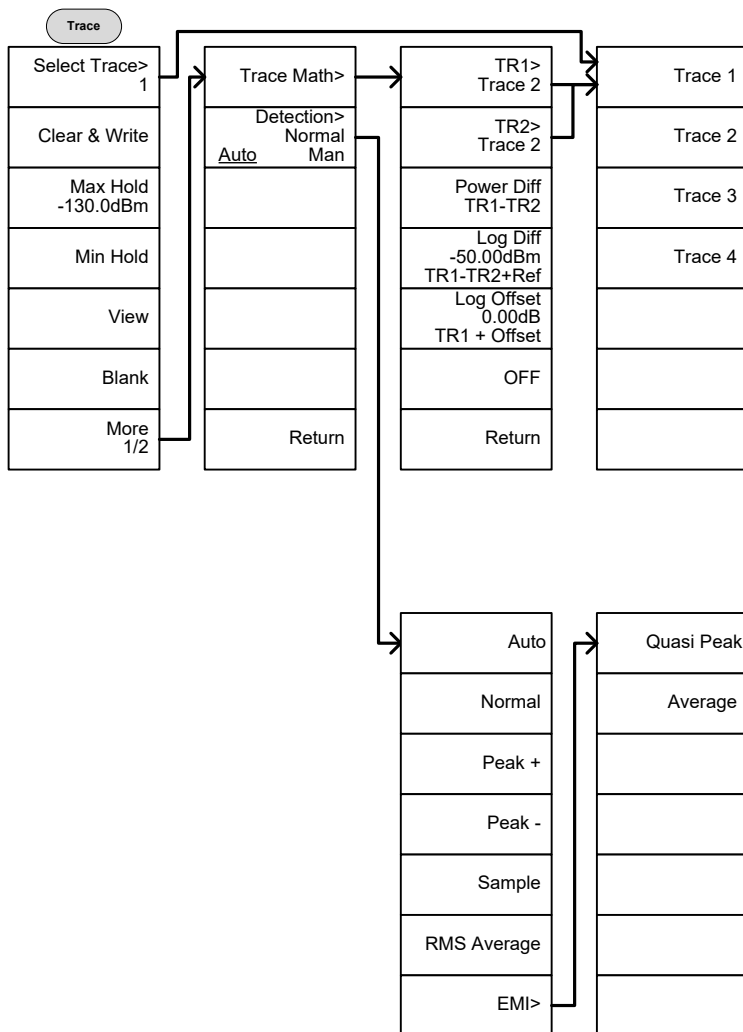 Trace
Select Trace>
1
Clear & Write
Max Hold
-130.0dBm
Min Hold
View
Blank
More
1/2
Trace Math>
Detection>
Normal
Auto Man
Return
TR1>
Trace 2
TR2>
Trace 2
Power Diff
TR1-TR2
Log Diff
-50.00dBm
TR1-TR2+Ref
Log Offset
0.00dB
TR1 + Offset
OFF
Return
Trace 1
Trace 2
Trace 3
Trace 4
Auto
Normal
Peak +
Peak -
Sample
RMS Average
EMI>
Quasi Peak
Average